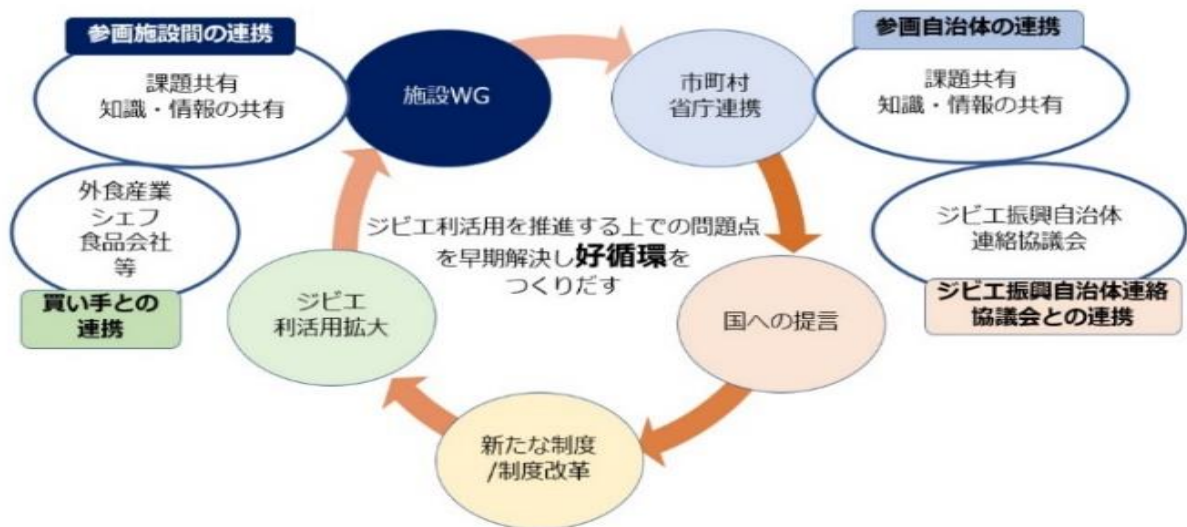 参画施設間の連携
課題共有
知識・情報の共有
施設WG
市町村
省庁連携
参画自治体の連携
課題共有
知識・情報の共有
外食産業
シェフ
食品会社
等
買い手との
連携
ジビエ利活用を推進する上での問題点
を早期解決し好循環を
つくりだす
ジビエ振興自治体
連絡協議会
ジビエ振興自治体連絡
協議会との連携
ジビエ
利活用拡大
国への提言
新たな制度
/制度改革